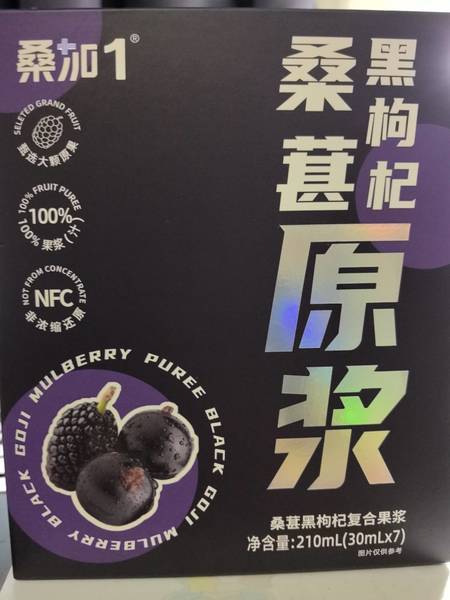 桑加1®
黑枸杞
桑葚
原浆
SELETED GRAND FRUIT
甄选大颗原果
100% FRUIT PUREE
100%
100%果浆(汁)
NOT FROM CONCENTRATE
NFC
非浓缩还原
BLACK GOJI MULBERRY PUREE BLACK GOJI MULBERRY
桑葚黑枸杞复合果浆
净含量:210mL(30mLx7)
图片仅供参考